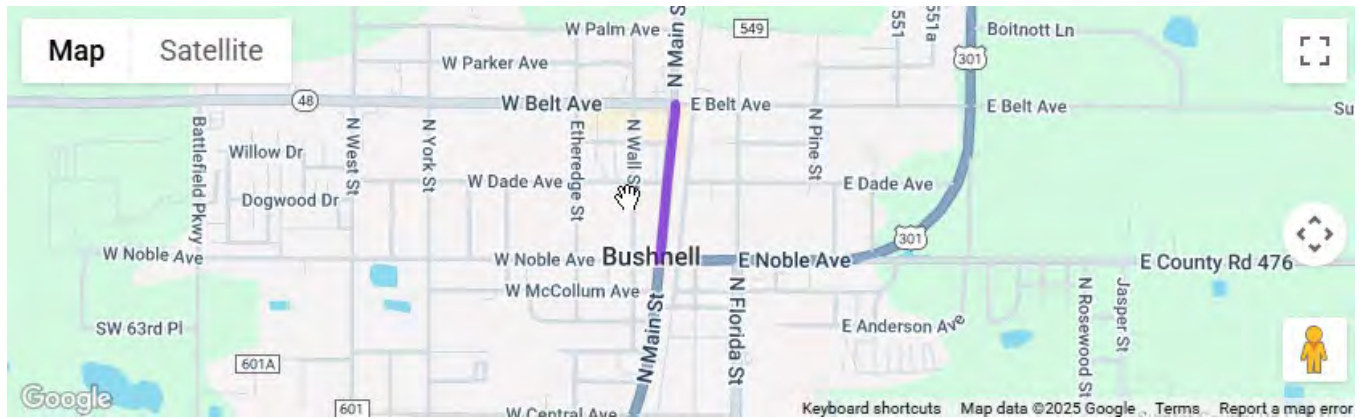 Map
Satellite
W Palm Ave
N Main S
549
551
551a
Boitnott Ln
301
W Parker Ave
48
W Belt Ave
E Belt Ave
E Belt Ave
Su
Battlefield Pkwy
N West St
N York St
Etheredge St
N Wall S
N Pine St
Willow Dr
W Dade Ave
E Dade Ave
Dogwood Dr
301
W Noble Ave
W Noble Ave
Bushnell
E Noble Ave
E County Rd 476
W McCollum Ave
N Main St
N Florida St
N Rosewood St
Jasper St
SW 63rd Pl
E Anderson Ave
601A
Google
601
W Central Ave
Keyboard shortcuts
Map data ©2025 Google
Terms
Report a map error